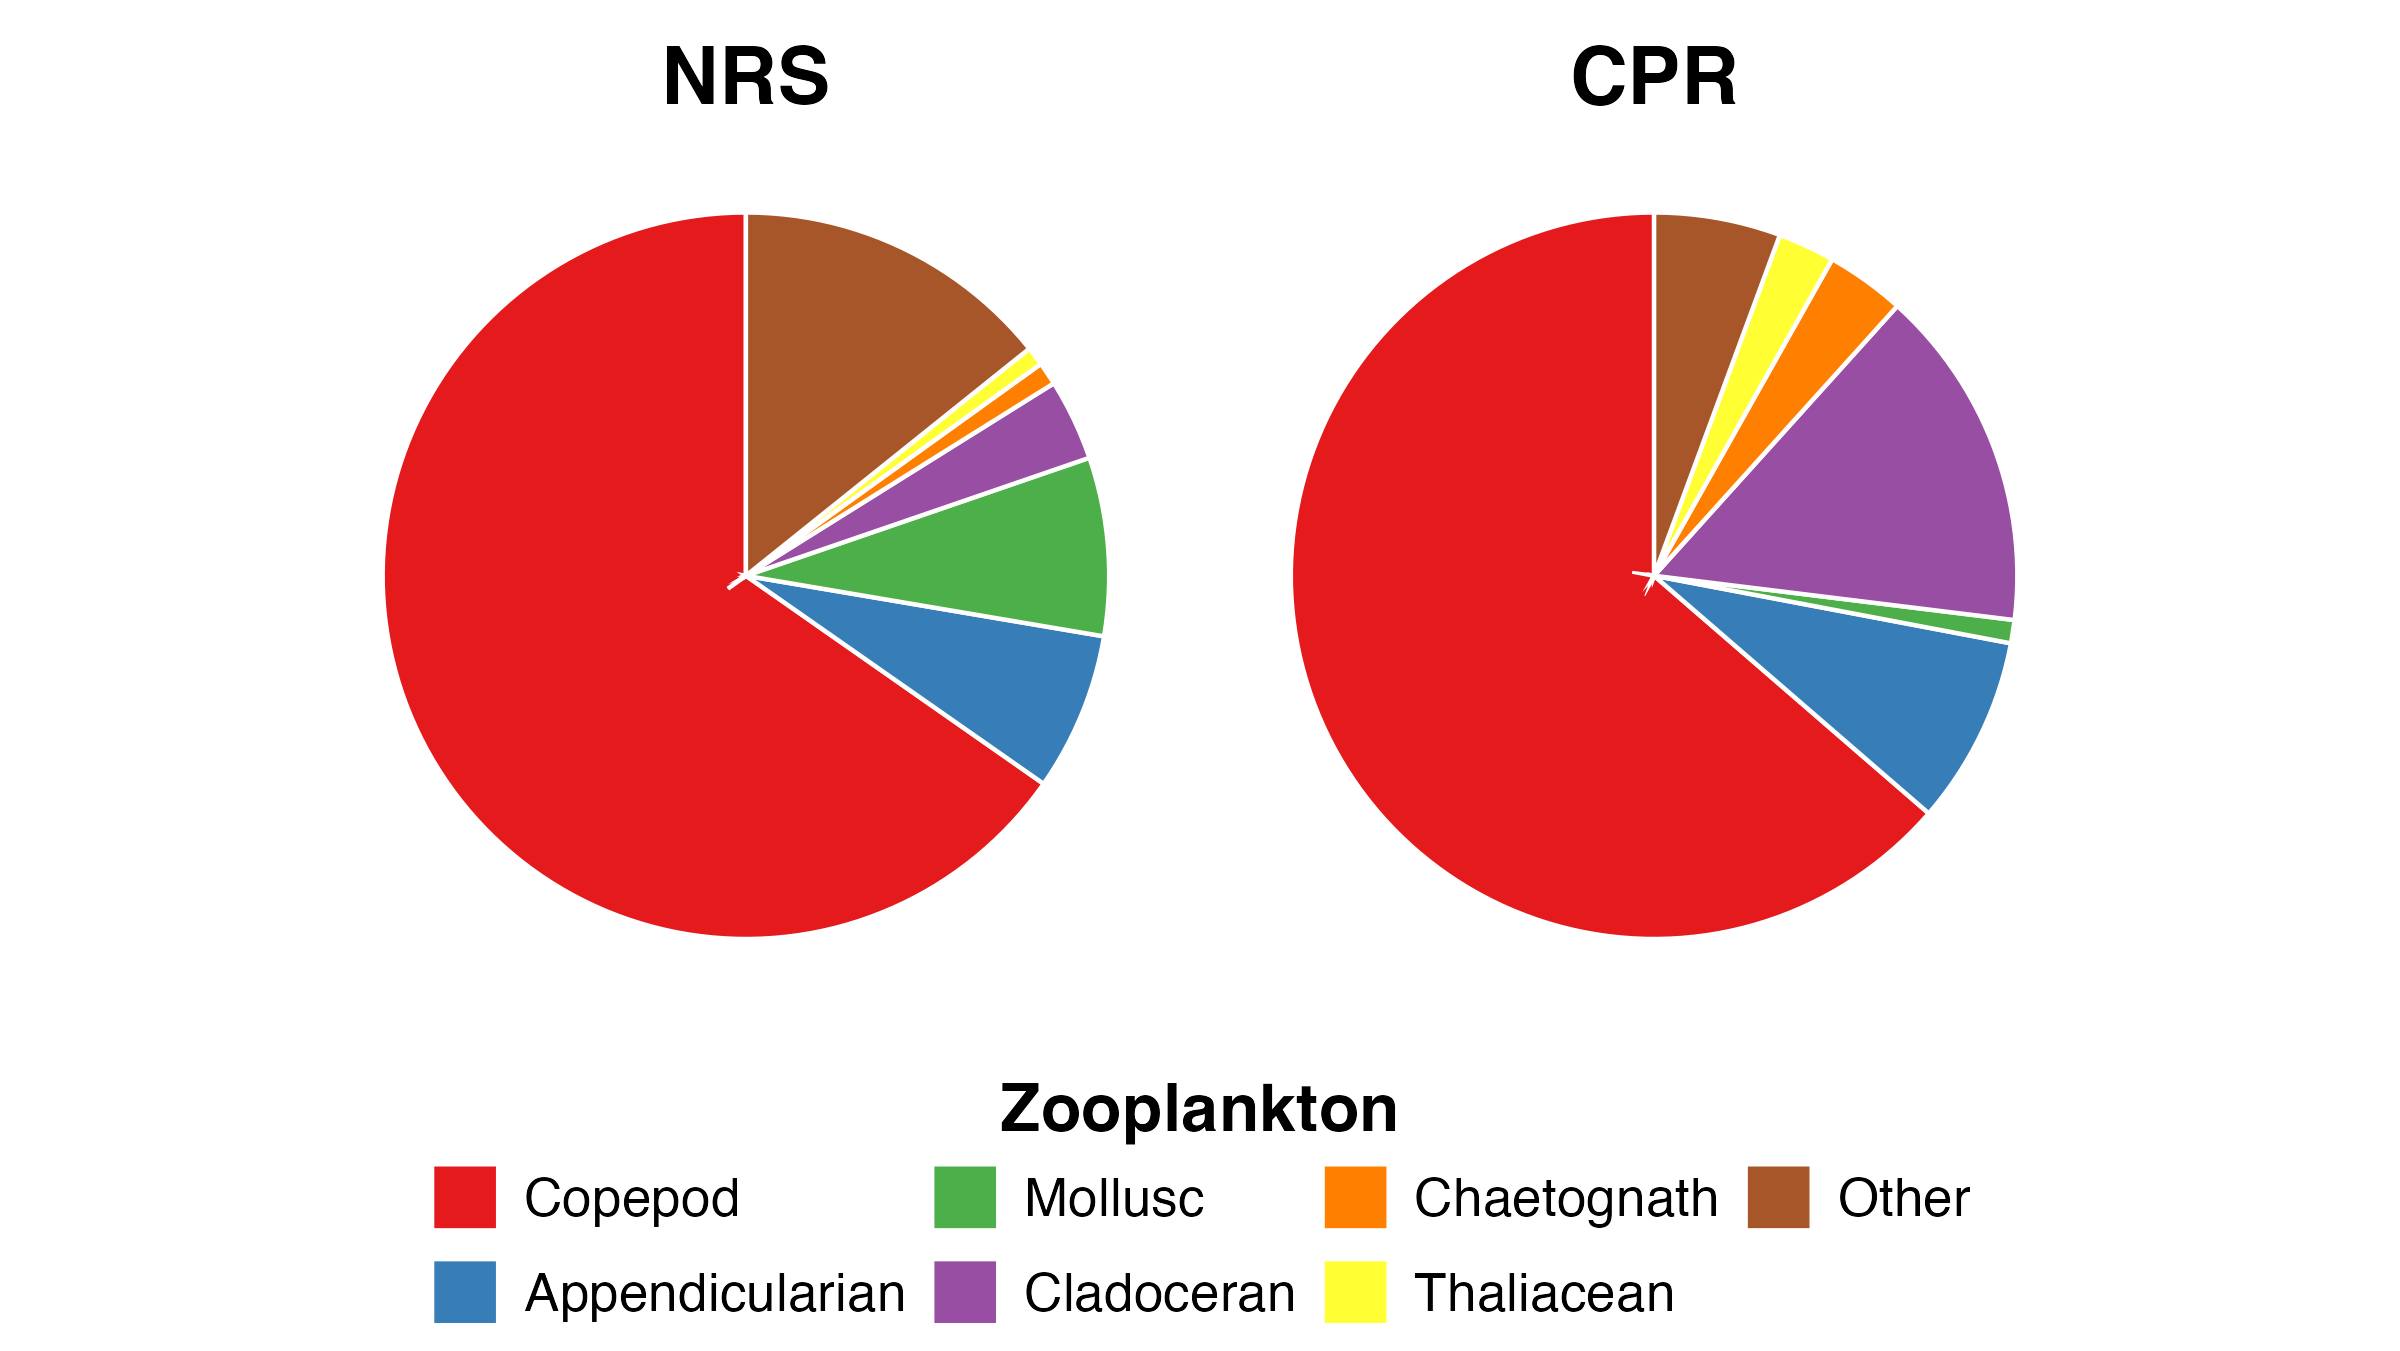 NRS CPR
Zooplankton
Copepod Mollusc Chaetognath Other
Appendicularian Cladoceran Thaliacean